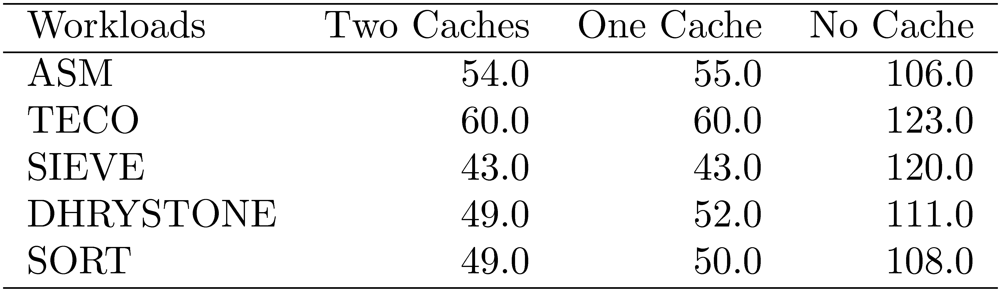 Workloads Two Caches One Cache No Cache
ASM 54.0 55.0 106.0
TECO 60.0 60.0 123.0
SIEVE 43.0 43.0 120.0
DHRYSTONE 49.0 52.0 111.0
SORT 49.0 50.0 108.0